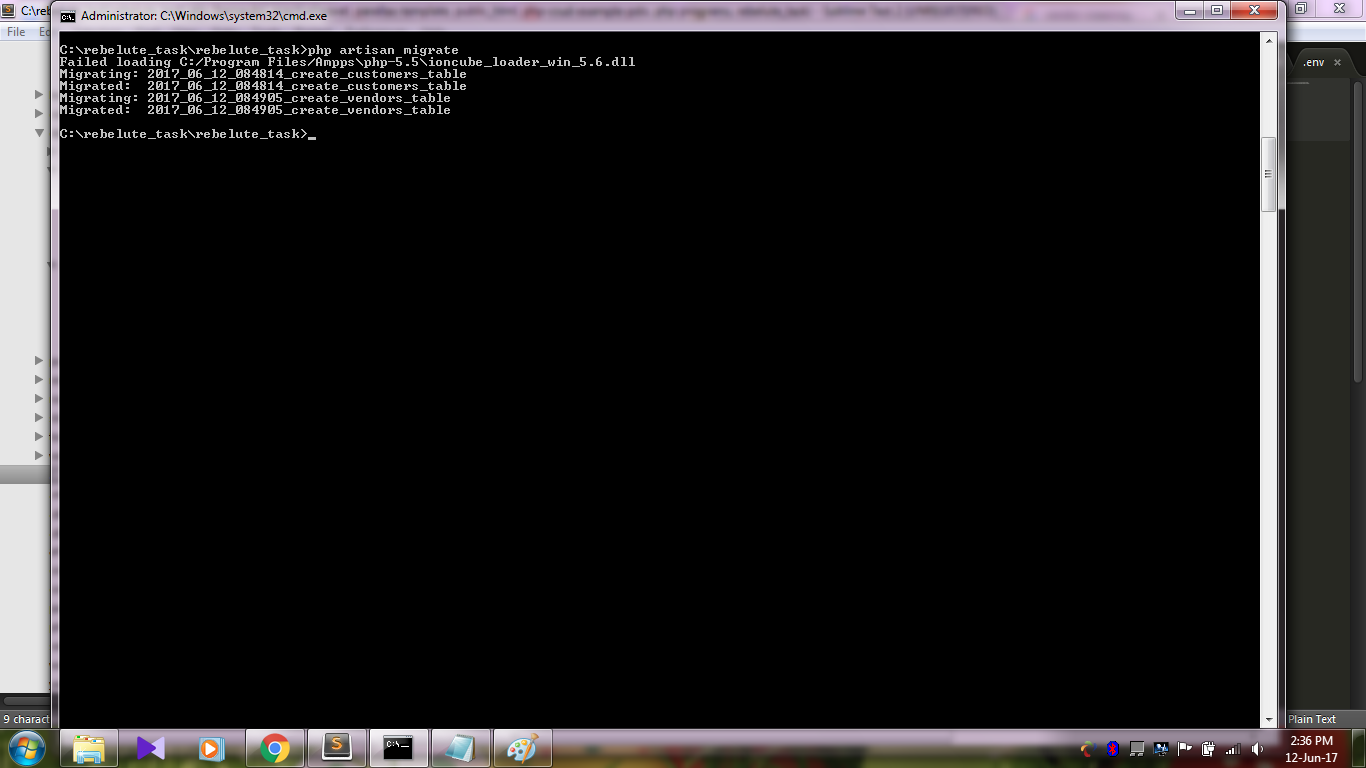 C:\re
Administrator: C:\Windows\system32\cmd.exe
File
.env
C:\rebelute_task\rebelute_task>php artisan migrate
Failed loading C:/Program Files/Ampps\php-5.5\ioncube_loader_win_5.6.dll
Migrating: 2017_06_12_084814_create_customers_table
Migrated:  2017_06_12_084814_create_customers_table
Migrating: 2017_06_12_084905_create_vendors_table
Migrated:  2017_06_12_084905_create_vendors_table
C:\rebelute_task\rebelute_task>_
9 charact
Plain Text
C:\_
2:36 PM
12-Jun-17